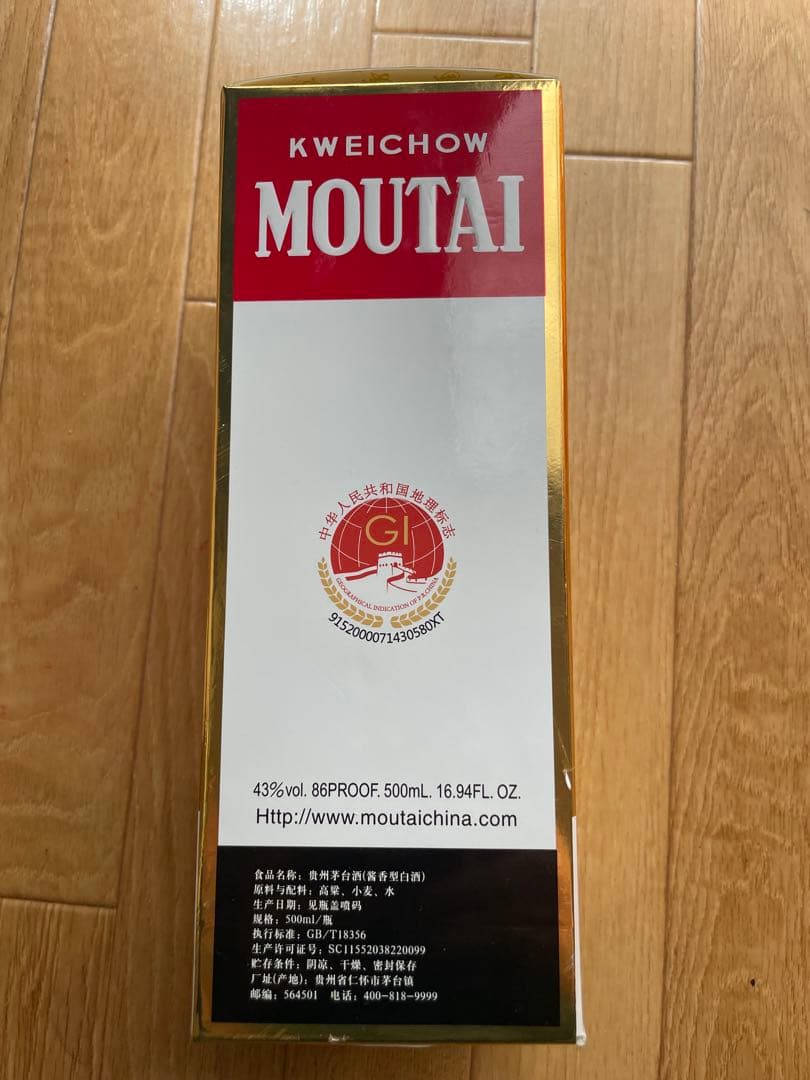 KWEICHOW
MOUTAI
中华人民共和国地理标志
GI
GEOGRAPHICAL INDICATION OF P.R.CHINA
9152000071430580XT
43%vol. 86PROOF. 500mL. 16.94FL. OZ.
Http://www.moutaichina.com
食品名称：贵州茅台酒(酱香型白酒)
原料与配料：高粱、小麦、水
生产日期：见瓶盖喷码
规格：500ml/瓶
执行标准：GB/T18356
生产许可证号：SC11552038220099
贮存条件：阴凉、干燥、密封保存
厂址(产地)：贵州省仁怀市茅台镇
邮编：564501 电话：400-818-9999